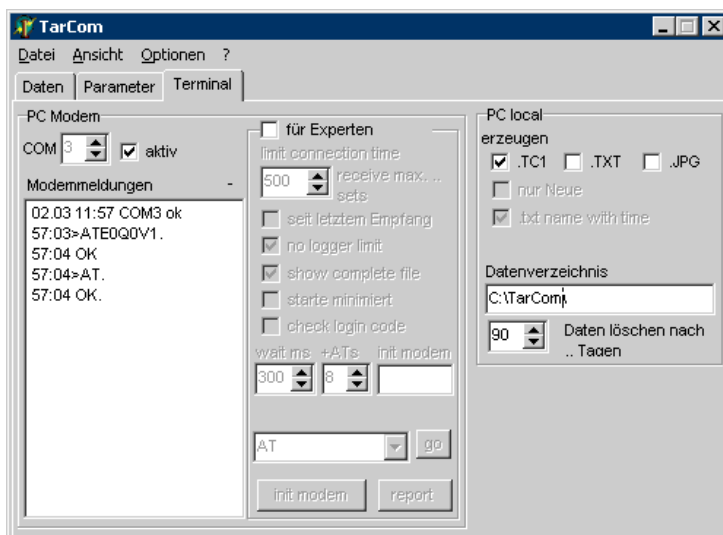 TarCom
Datei Ansicht Optionen ?
Daten Parameter Terminal
PC Modem
COM 3 aktiv
Modemmeldungen -
02.03 11:57 COM3 ok
57:03>ATE0Q0V1.
57:04 OK
57:04>AT.
57:04 OK.
für Experten
limit connection time
500 receive max. ..
sets
seit letztem Empfang
no logger limit
show complete file
starte minimiert
check login code
wait ms +ATs init modem
300 8
AT go
init modem report
PC local
erzeugen
.TC1 .TXT .JPG
nur Neue
.txt name with time
Datenverzeichnis
C:\TarCom\
90 Daten löschen nach
.. Tagen